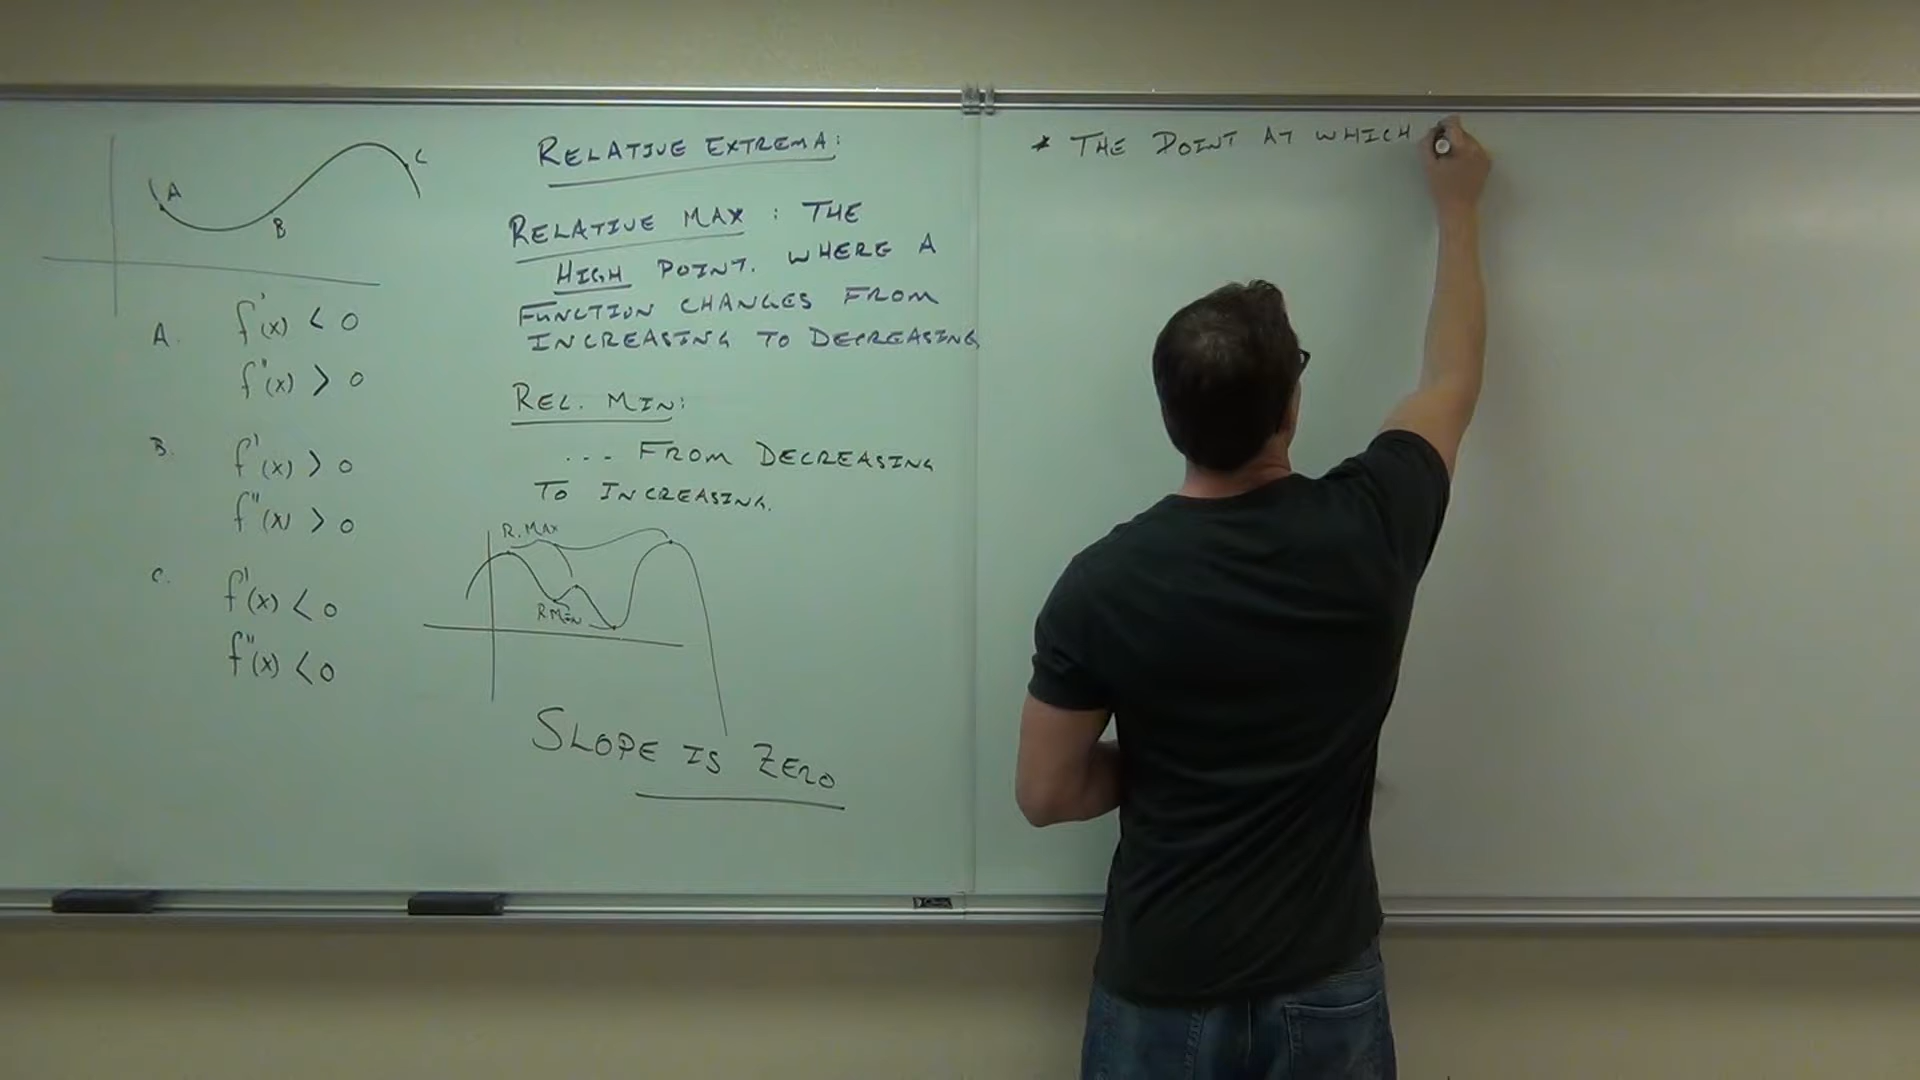 A
B
C
A. f'(x) < 0
f''(x) > 0
B. f'(x) > 0
f''(x) > 0
C. f'(x) < 0
f''(x) < 0
RELATIVE EXTREMA:
RELATIVE MAX : THE
HIGH POINT. WHERE A
FUNCTION CHANGES FROM
INCREASING TO DECREASING
REL. MIN:
... FROM DECREASING
TO INCREASING.
R. MAX
R MIN
SLOPE IS ZERO
* THE POINT AT WHICH